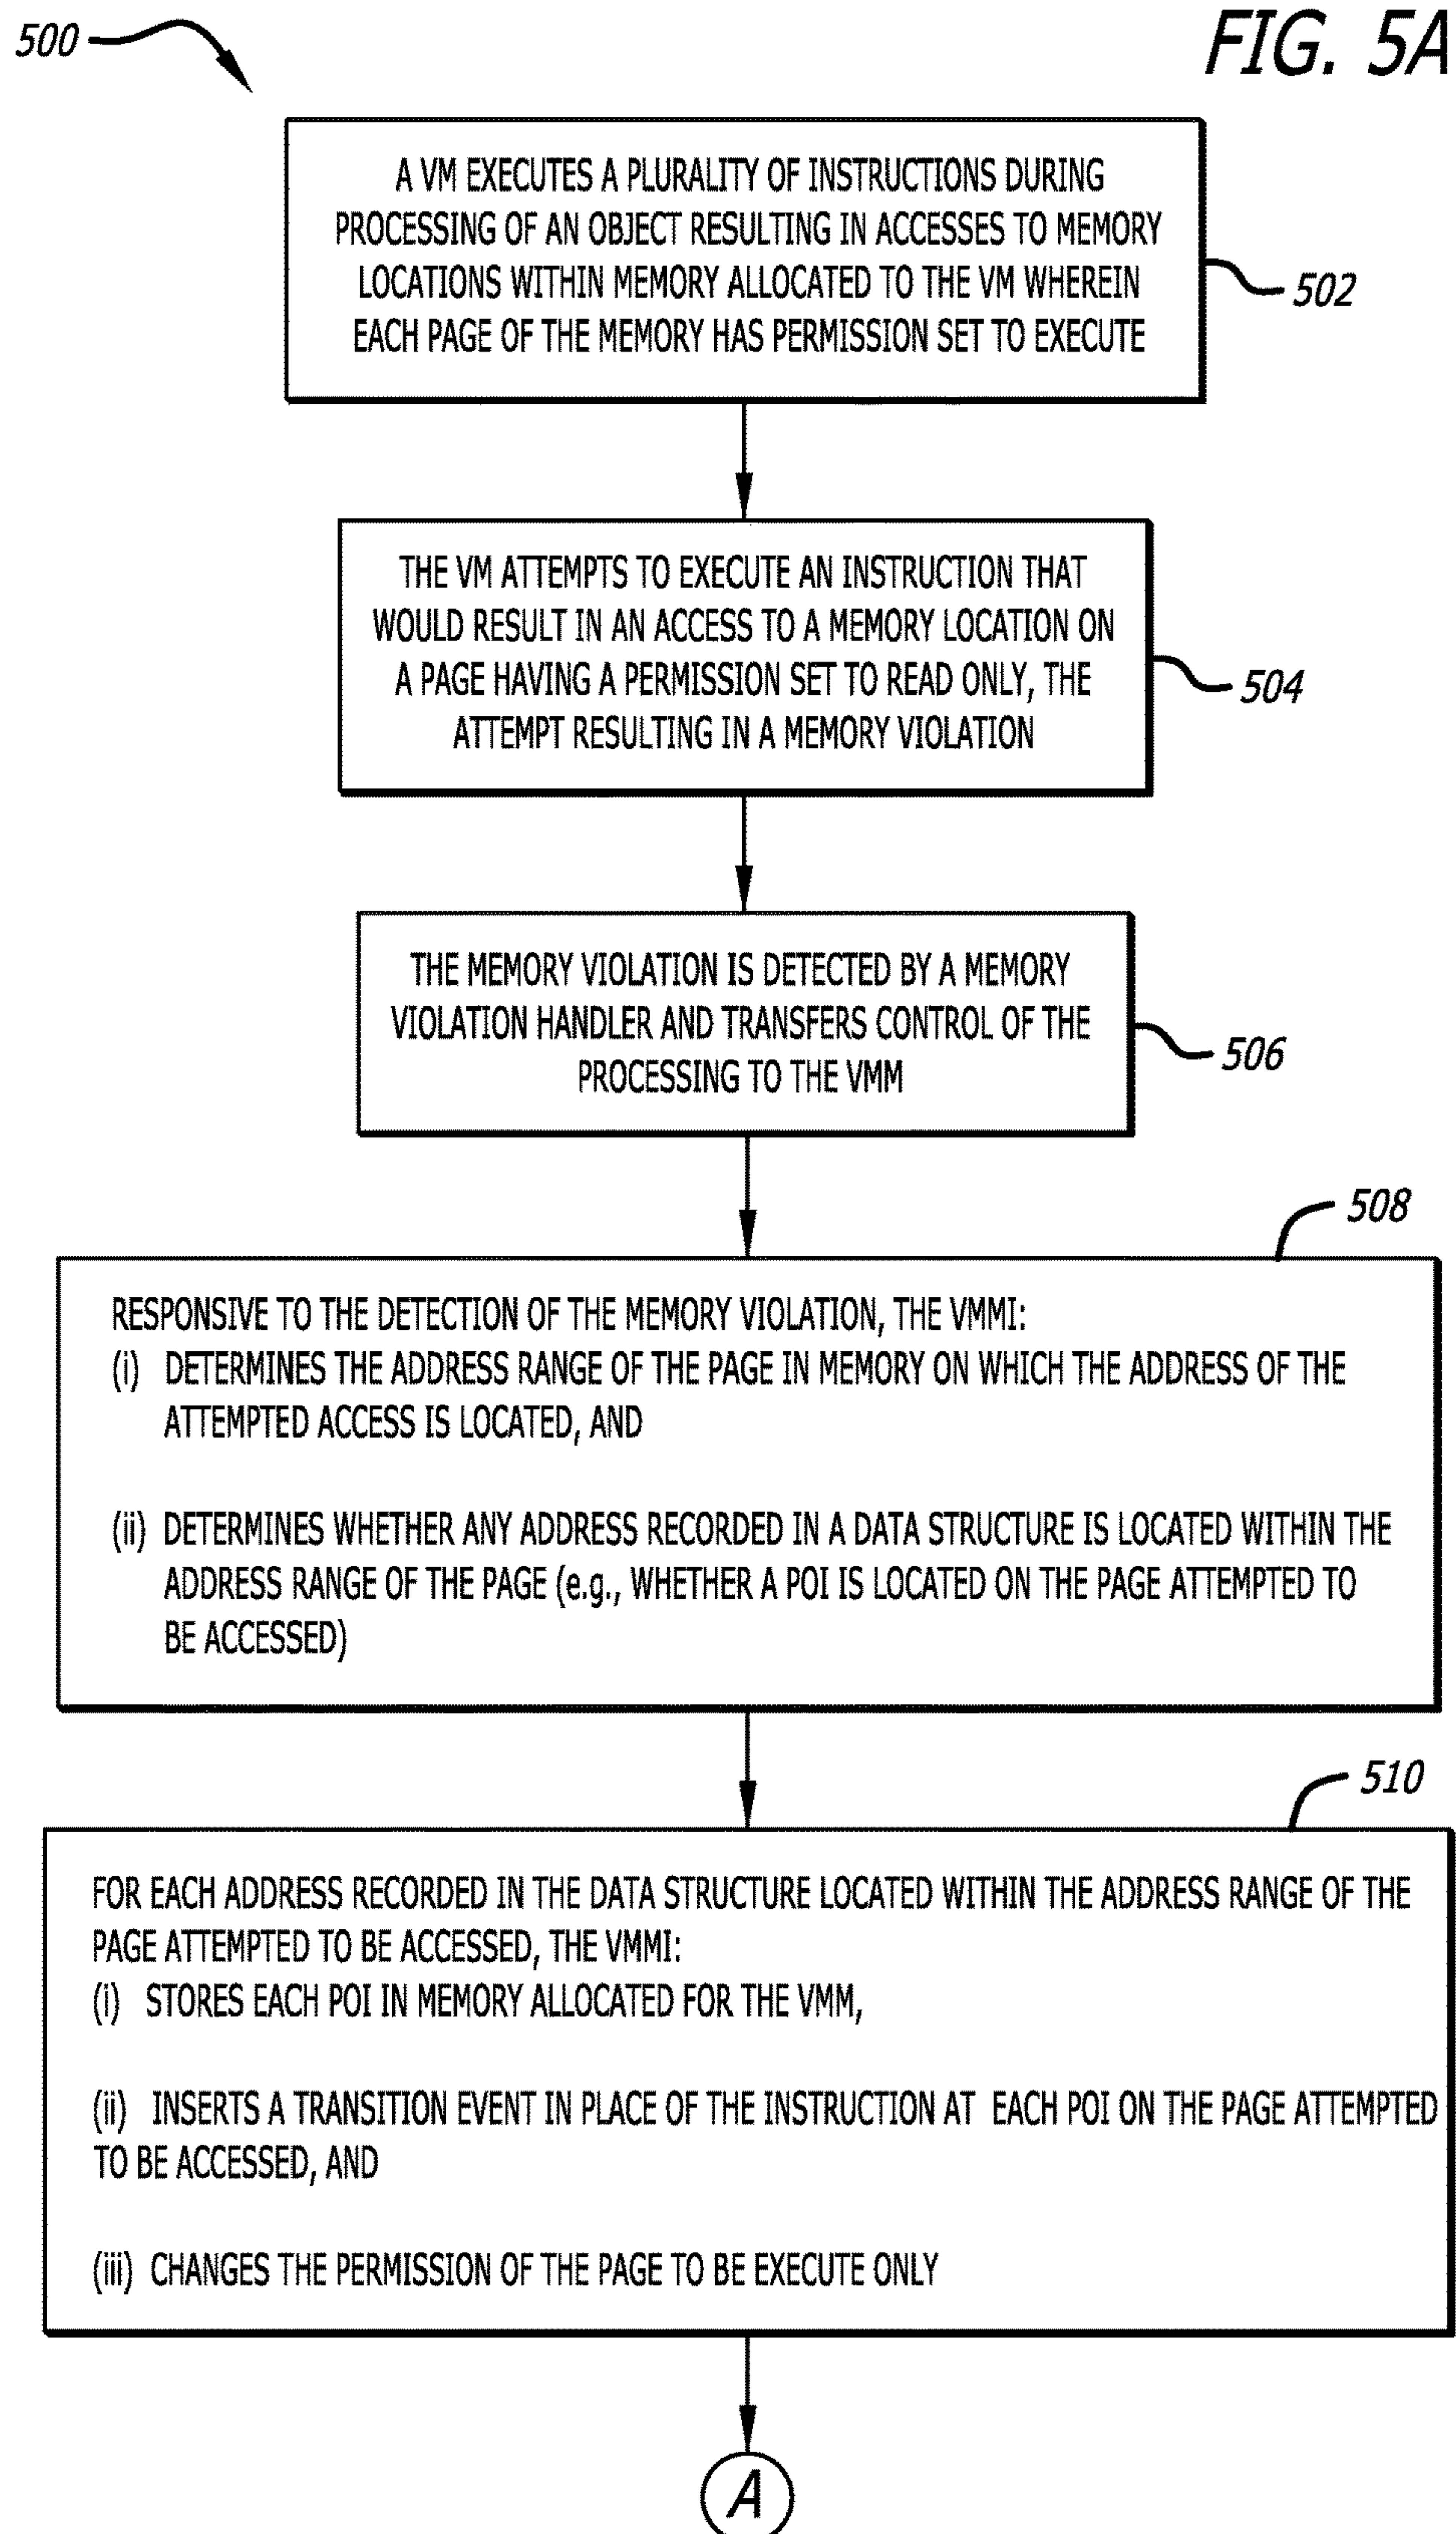 500
FIG. 5A
A VM EXECUTES A PLURALITY OF INSTRUCTIONS DURING
PROCESSING OF AN OBJECT RESULTING IN ACCESSES TO MEMORY
LOCATIONS WITHIN MEMORY ALLOCATED TO THE VM WHEREIN
EACH PAGE OF THE MEMORY HAS PERMISSION SET TO EXECUTE
502
THE VM ATTEMPTS TO EXECUTE AN INSTRUCTION THAT
WOULD RESULT IN AN ACCESS TO A MEMORY LOCATION ON
A PAGE HAVING A PERMISSION SET TO READ ONLY, THE
ATTEMPT RESULTING IN A MEMORY VIOLATION
504
THE MEMORY VIOLATION IS DETECTED BY A MEMORY
VIOLATION HANDLER AND TRANSFERS CONTROL OF THE
PROCESSING TO THE VMM
506
508
RESPONSIVE TO THE DETECTION OF THE MEMORY VIOLATION, THE VMMI:
(i) DETERMINES THE ADDRESS RANGE OF THE PAGE IN MEMORY ON WHICH THE ADDRESS OF THE
ATTEMPTED ACCESS IS LOCATED, AND
(ii) DETERMINES WHETHER ANY ADDRESS RECORDED IN A DATA STRUCTURE IS LOCATED WITHIN THE
ADDRESS RANGE OF THE PAGE (e.g., WHETHER A POI IS LOCATED ON THE PAGE ATTEMPTED TO
BE ACCESSED)
510
FOR EACH ADDRESS RECORDED IN THE DATA STRUCTURE LOCATED WITHIN THE ADDRESS RANGE OF THE
PAGE ATTEMPTED TO BE ACCESSED, THE VMMI:
(i) STORES EACH POI IN MEMORY ALLOCATED FOR THE VMM,
(ii) INSERTS A TRANSITION EVENT IN PLACE OF THE INSTRUCTION AT EACH POI ON THE PAGE ATTEMPTED
TO BE ACCESSED, AND
(iii) CHANGES THE PERMISSION OF THE PAGE TO BE EXECUTE ONLY
A